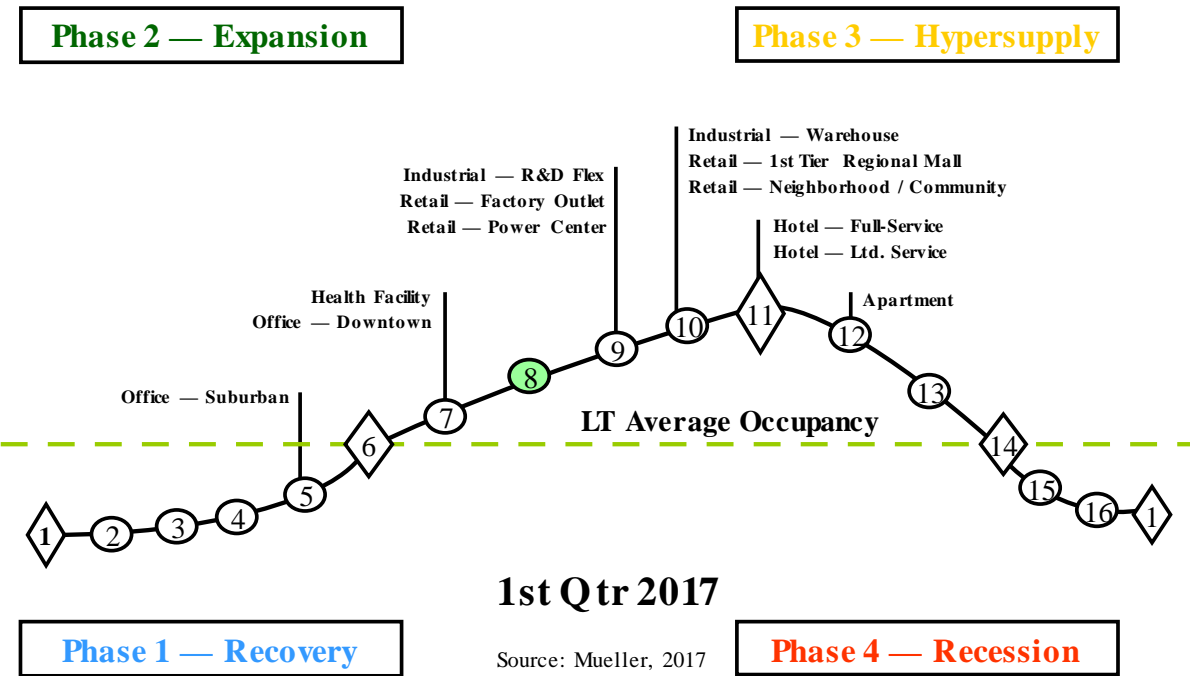 Phase 2 — Expansion
Phase 3 — Hypersupply
Industrial — Warehouse
Retail — 1st Tier Regional Mall
Retail — Neighborhood / Community
Industrial — R&D Flex
Retail — Factory Outlet
Retail — Power Center
Hotel — Full-Service
Hotel — Ltd. Service
Health Facility
Office — Downtown
Apartment
Office — Suburban
LT Average Occupancy
1
2
3
4
5
6
7
8
9
10
11
12
13
14
15
16
1
1st Qtr 2017
Phase 1 — Recovery
Source: Mueller, 2017
Phase 4 — Recession